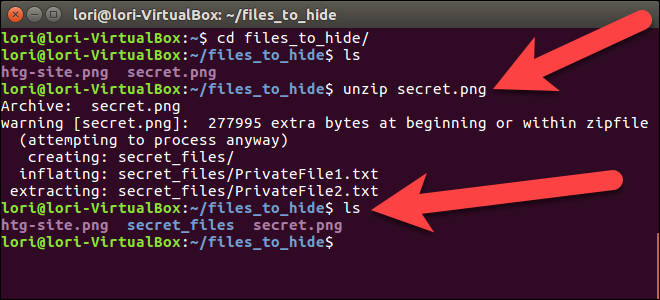 lori@lori-VirtualBox: ~/files_to_hide
lori@lori-VirtualBox:~$ cd files_to_hide/
lori@lori-VirtualBox:~/files_to_hide$ ls
htg-site.png  secret.png
lori@lori-VirtualBox:~/files_to_hide$ unzip secret.png
Archive:  secret.png
warning [secret.png]:  277995 extra bytes at beginning or within zipfile
  (attempting to process anyway)
   creating: secret_files/
  inflating: secret_files/PrivateFile1.txt
 extracting: secret_files/PrivateFile2.txt
lori@lori-VirtualBox:~/files_to_hide$ ls
htg-site.png  secret_files  secret.png
lori@lori-VirtualBox:~/files_to_hide$